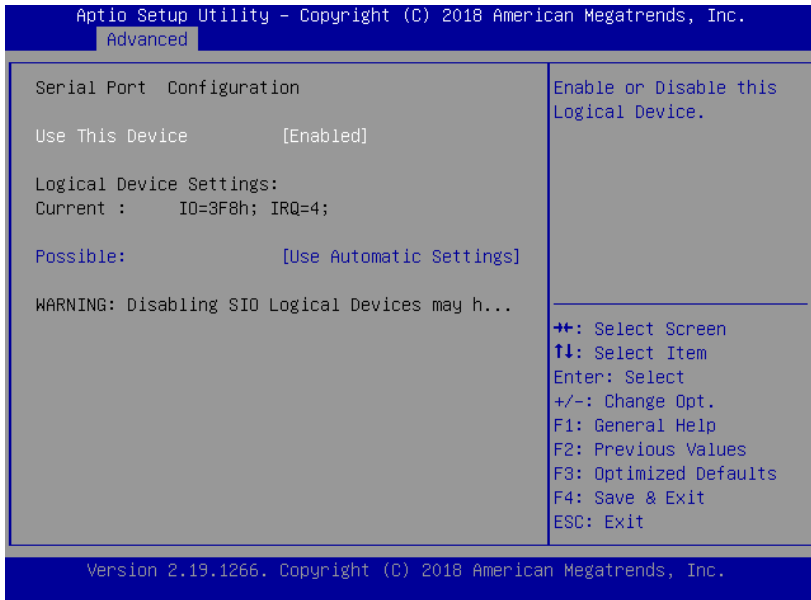 Aptio Setup Utility – Copyright (C) 2018 American Megatrends, Inc.
Advanced
Serial Port  Configuration
Use This Device [Enabled]
Logical Device Settings:
Current : IO=3F8h; IRQ=4;
Possible: [Use Automatic Settings]
WARNING: Disabling SIO Logical Devices may h...
Enable or Disable this
Logical Device.
→←: Select Screen
↑↓: Select Item
Enter: Select
+/-: Change Opt.
F1: General Help
F2: Previous Values
F3: Optimized Defaults
F4: Save & Exit
ESC: Exit
Version 2.19.1266. Copyright (C) 2018 American Megatrends, Inc.